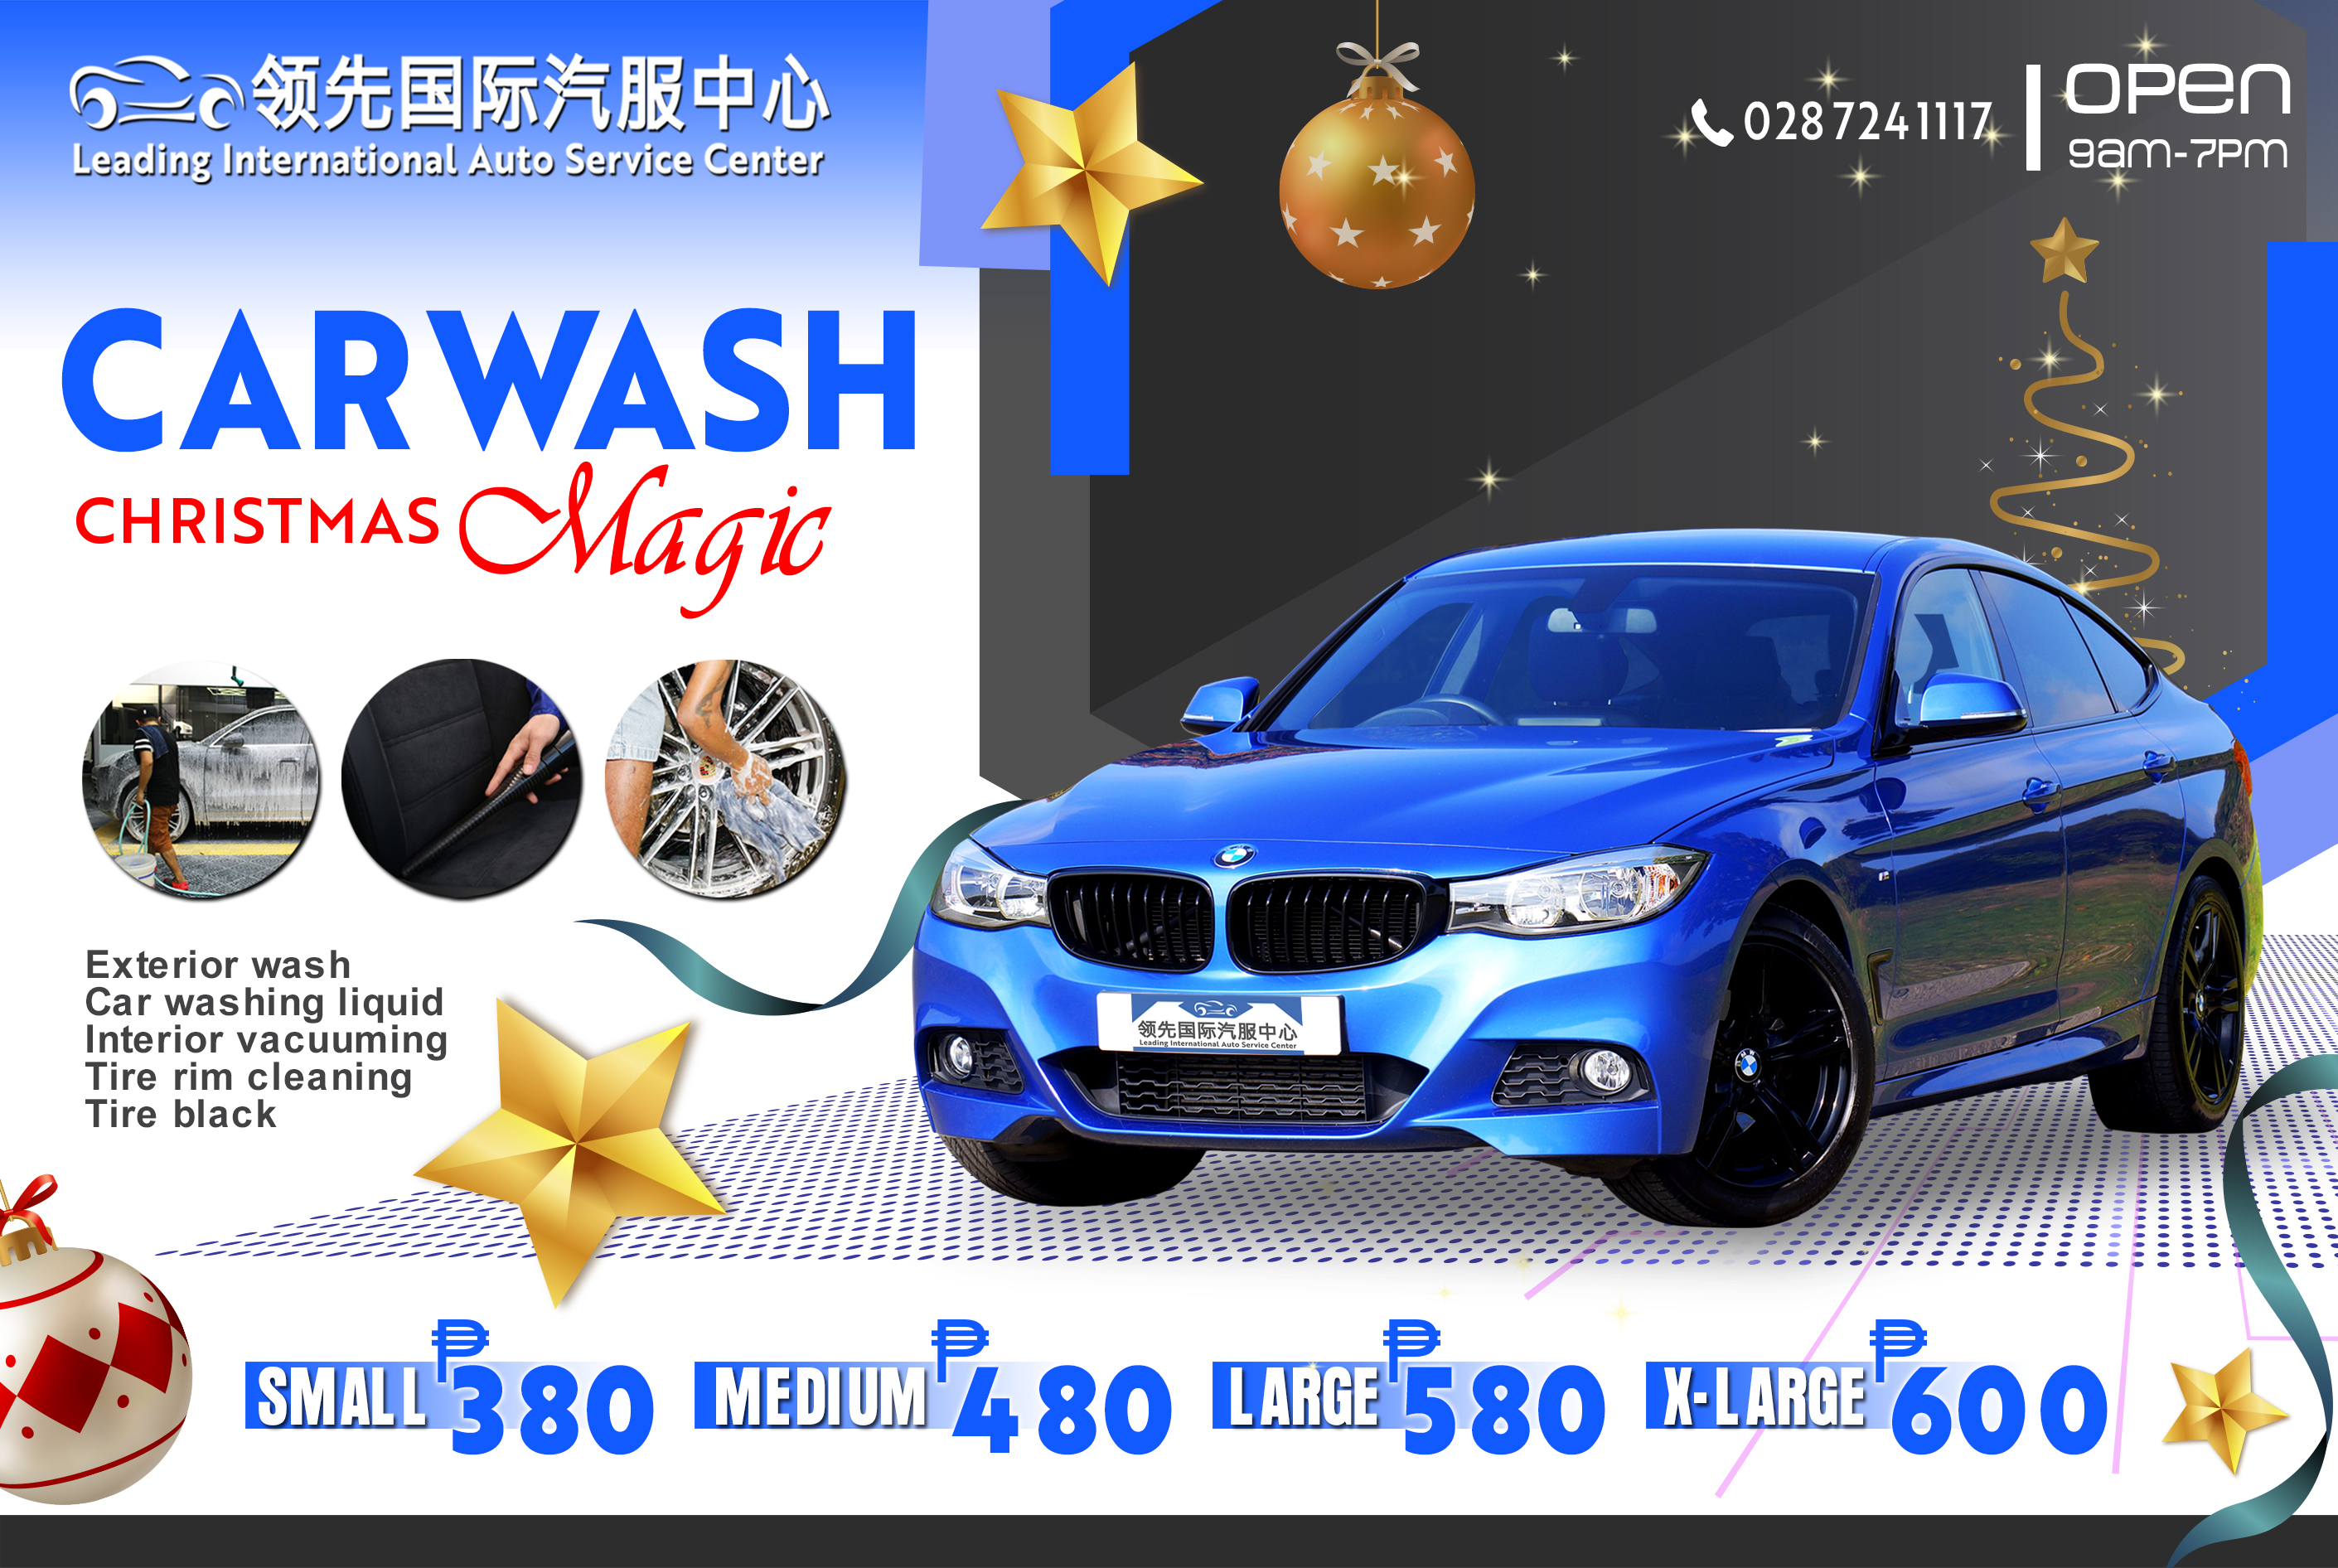 领先国际汽服中心
Leading International Auto Service Center
028 7241117
OPEN
9am-7PM
CARWASH
CHRISTMAS Magic
Exterior wash
Car washing liquid
Interior vacuuming
Tire rim cleaning
Tire black
领先国际汽服中心
Leading International Auto Service Center
SMALL ₱380
MEDIUM ₱480
LARGE ₱580
X-LARGE ₱600